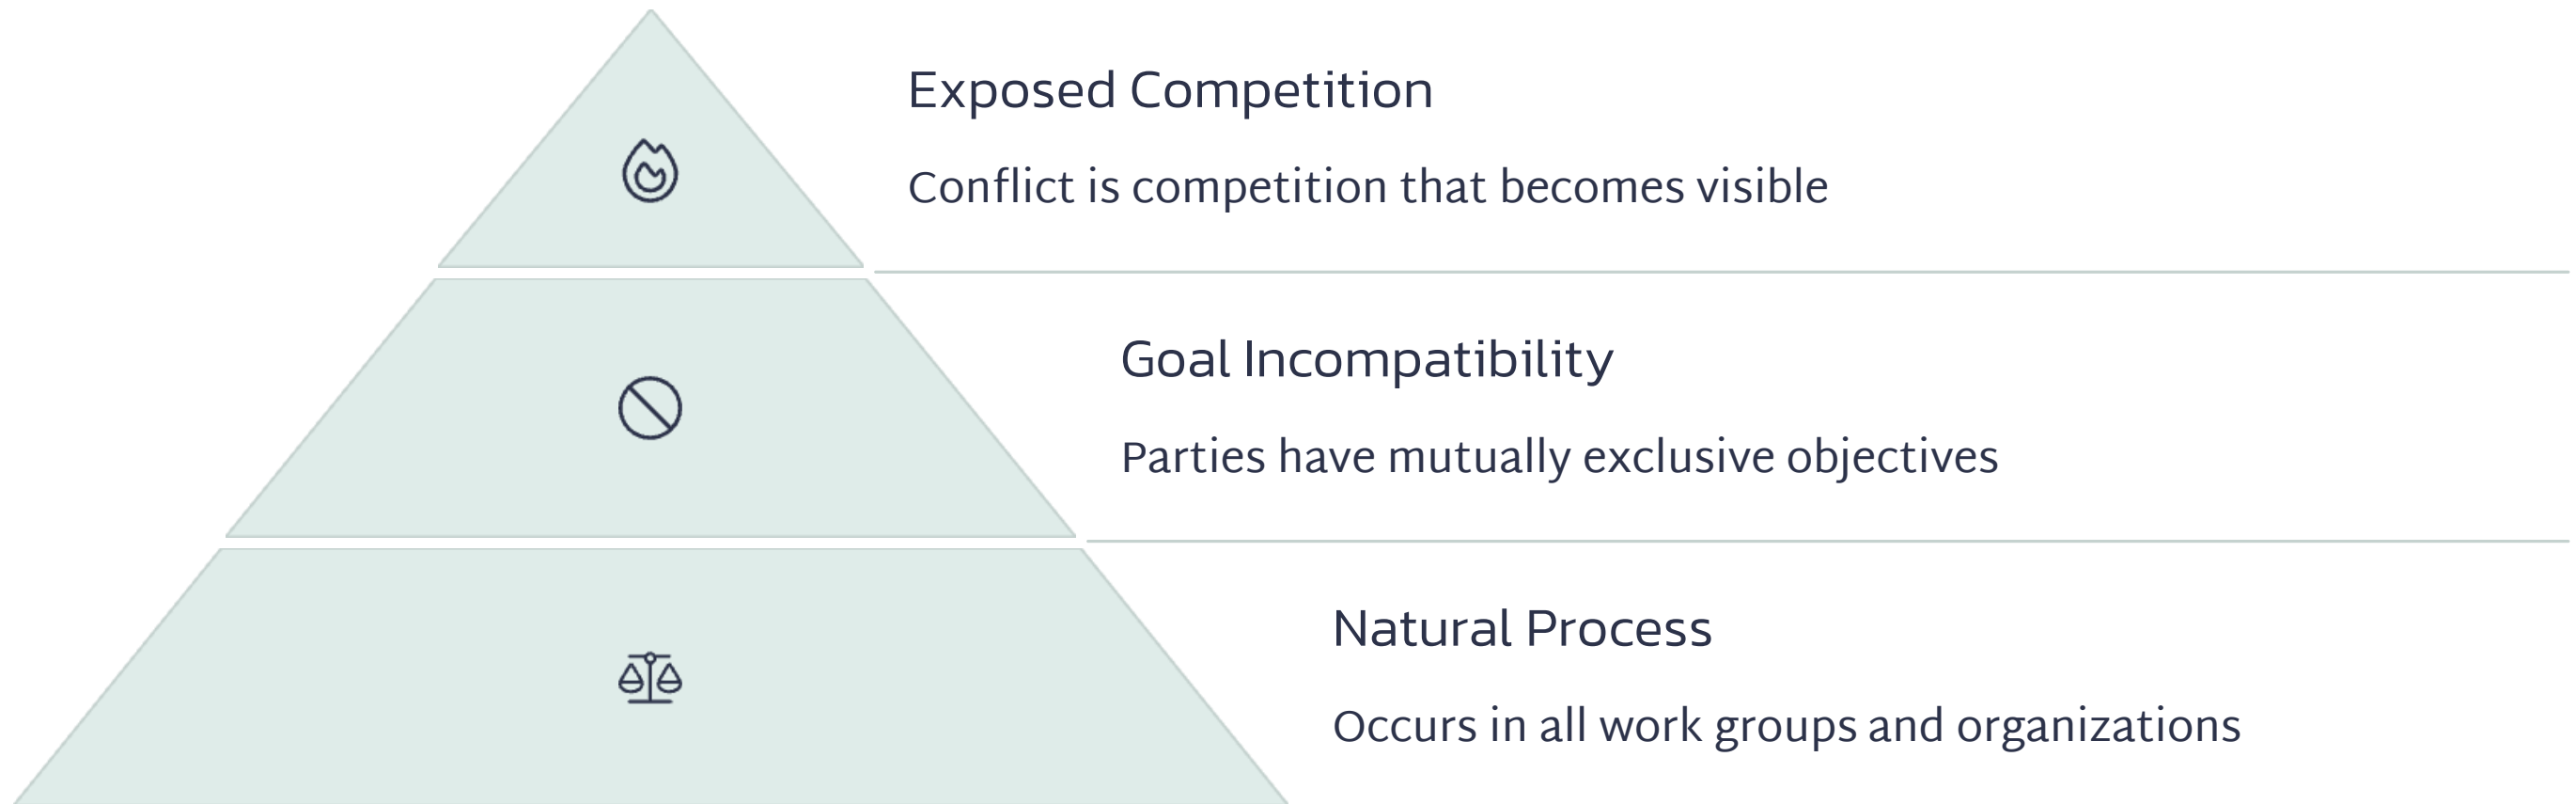 Exposed Competition
Conflict is competition that becomes visible
Goal Incompatibility
Parties have mutually exclusive objectives
Natural Process
Occurs in all work groups and organizations